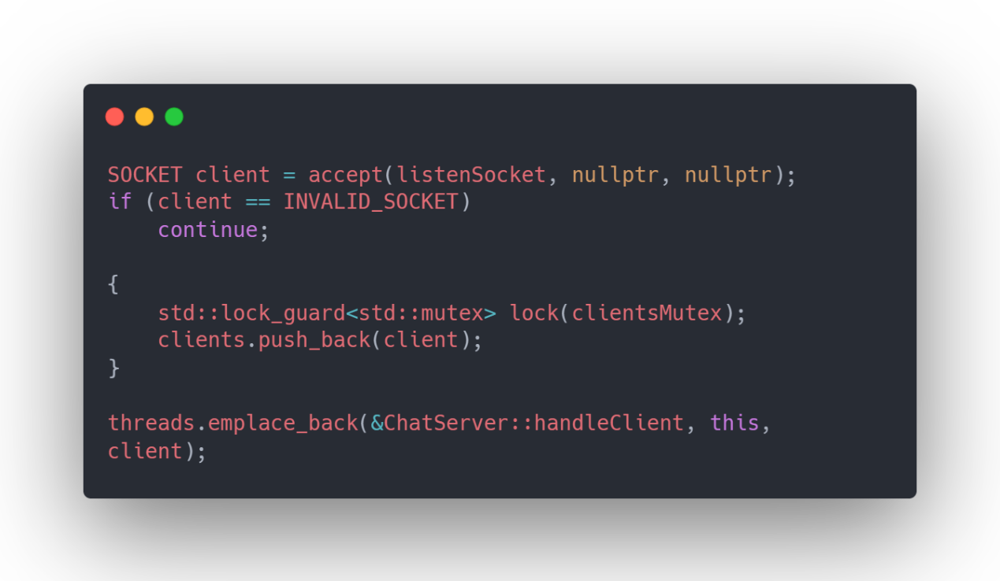 SOCKET client = accept(listenSocket, nullptr, nullptr);
if (client == INVALID_SOCKET)
    continue;

{
    std::lock_guard<std::mutex> lock(clientsMutex);
    clients.push_back(client);
}

threads.emplace_back(&ChatServer::handleClient, this,
client);